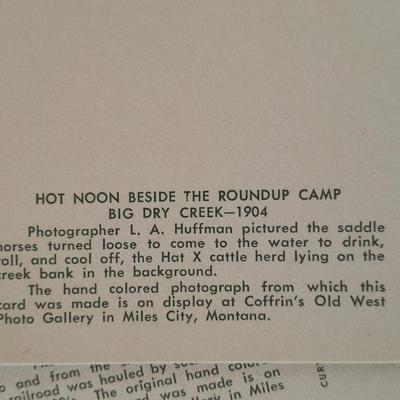 HOT NOON BESIDE THE ROUNDUP CAMP
BIG DRY CREEK—1904
Photographer L. A. Huffman pictured the saddle
horses turned loose to come to the water to drink,
roll, and cool off, the Hat X cattle herd lying on the
creek bank in the background.
The hand colored photograph from which this
card was made is on display at Coffrin's Old West
Photo Gallery in Miles City, Montana.
and from the
railroad was hauled by
The original hand
card was made is on
in Miles
CUR